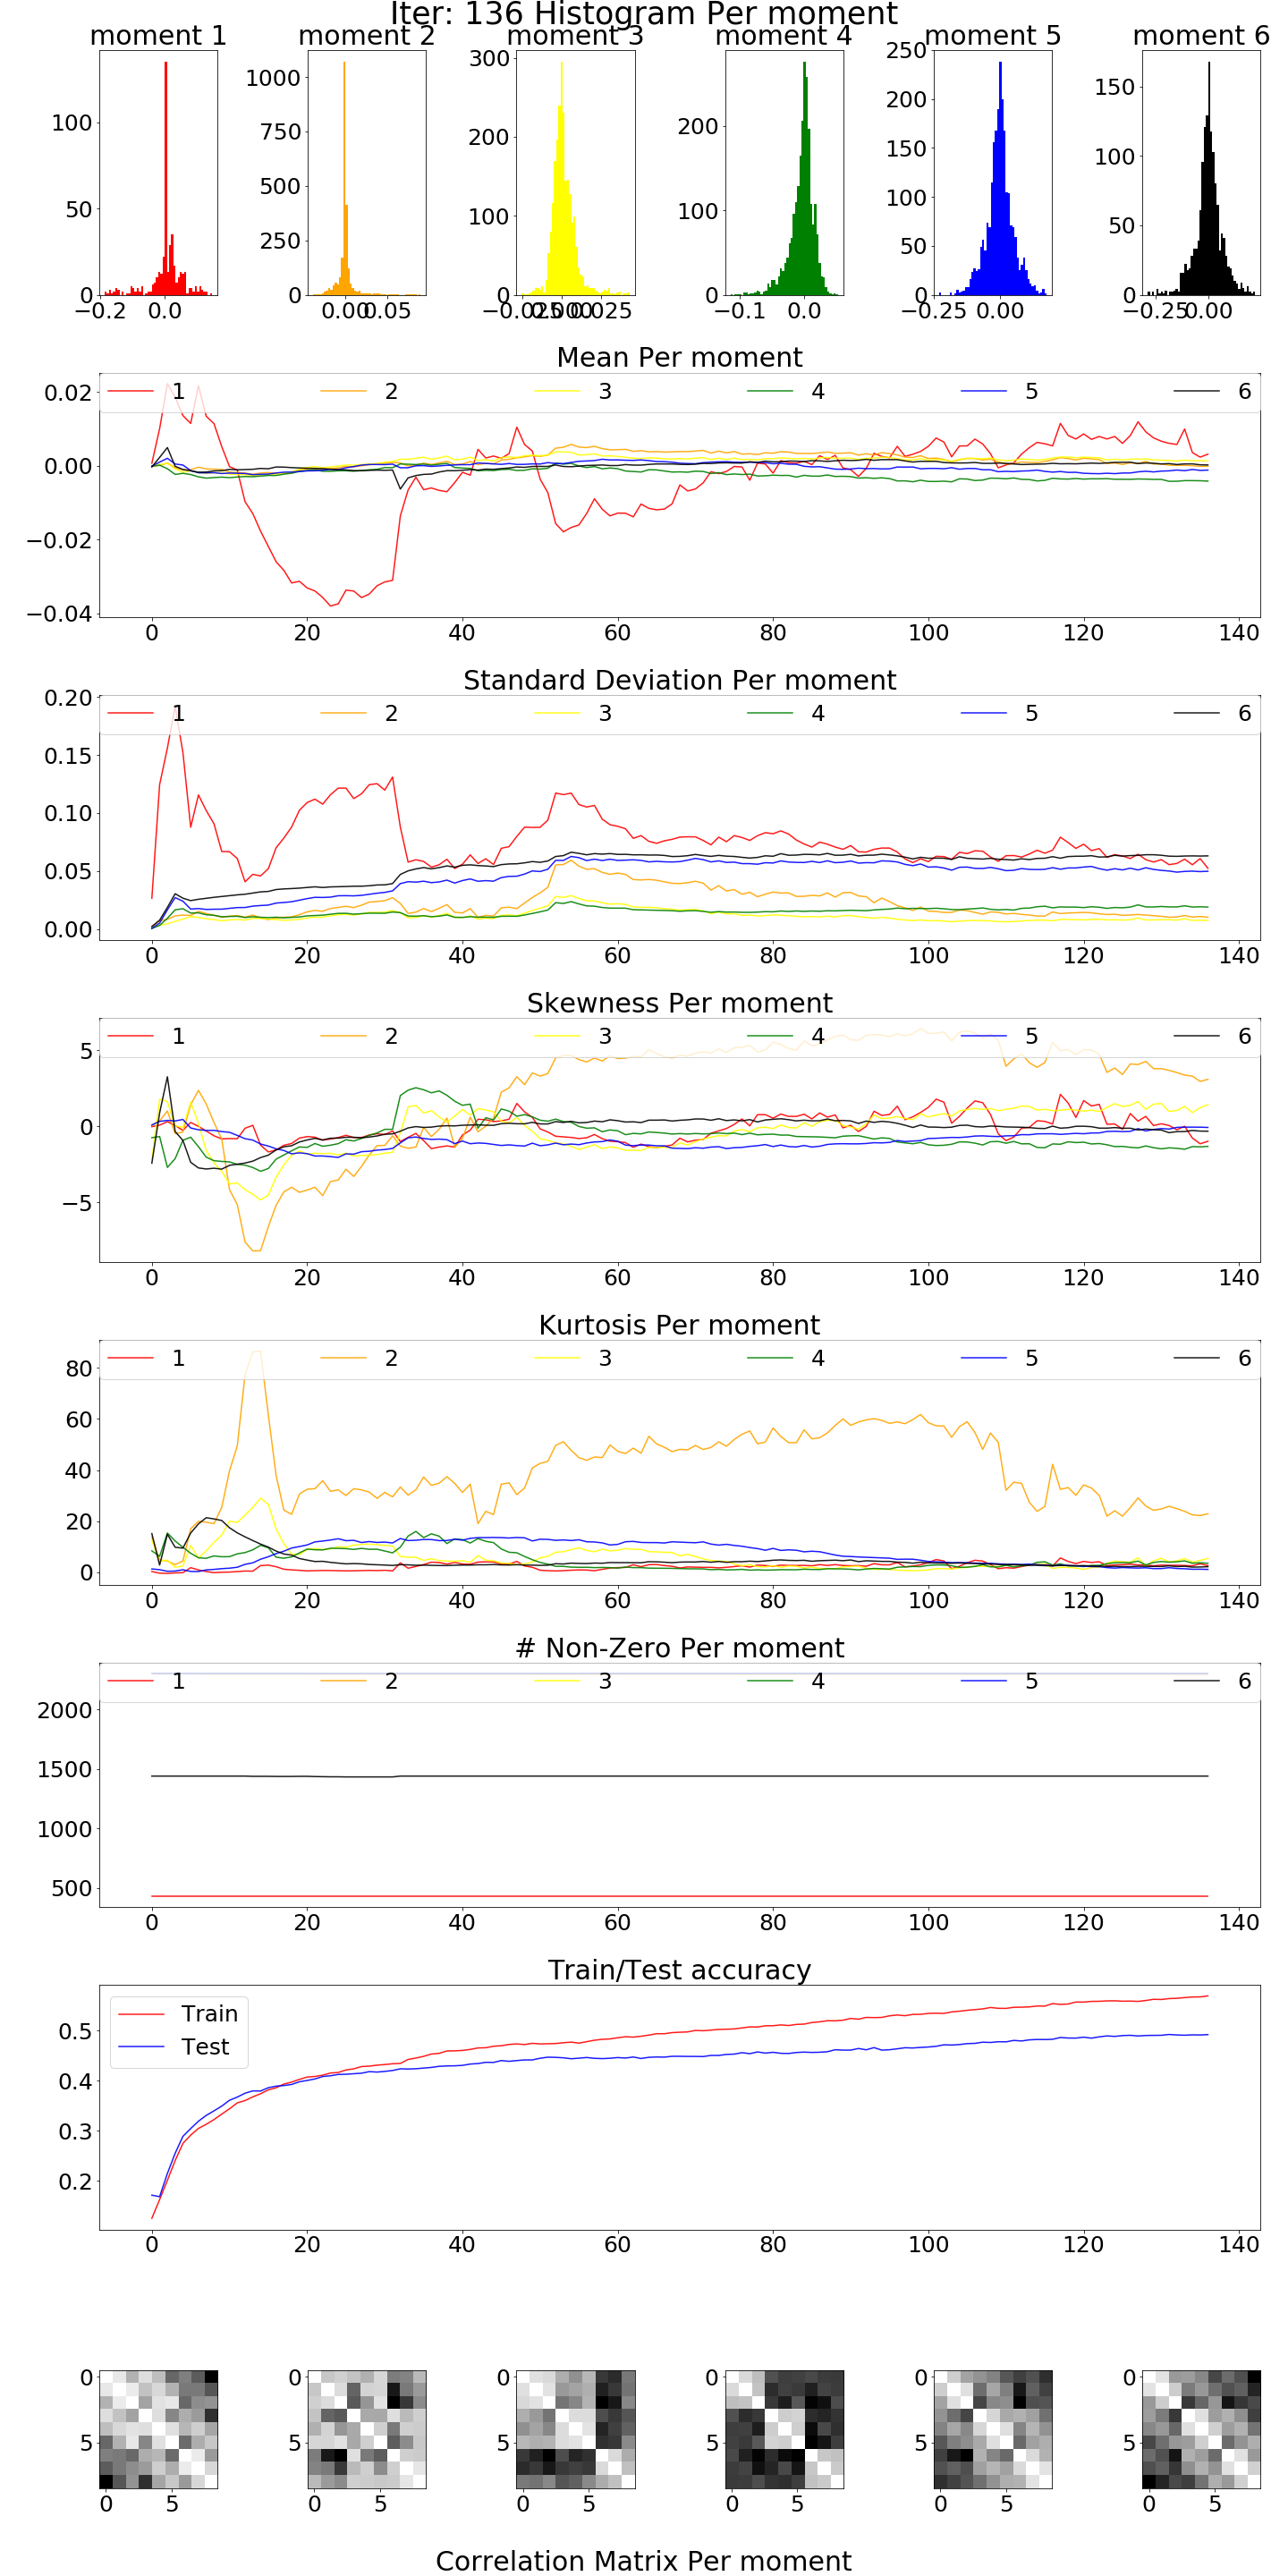 Iter: 136 Histogram Per moment
moment 1 moment 2 moment 3 moment 4 moment 5 moment 6
100
50
0
−0.2 0.0
1000
750
500
250
0
0.00 0.05
300
200
100
0
−0.025 0.000 0.025
200
100
0
−0.1 0.0
250
200
150
100
50
0
−0.25 0.00
150
100
50
0
−0.25 0.00
Mean Per moment
1 2 3 4 5 6
0.02
0.00
−0.02
−0.04
0 20 40 60 80 100 120 140
Standard Deviation Per moment
1 2 3 4 5 6
0.20
0.15
0.10
0.05
0.00
0 20 40 60 80 100 120 140
Skewness Per moment
1 2 3 4 5 6
5
0
−5
0 20 40 60 80 100 120 140
Kurtosis Per moment
1 2 3 4 5 6
80
60
40
20
0
0 20 40 60 80 100 120 140
# Non-Zero Per moment
1 2 3 4 5 6
2000
1500
1000
500
0 20 40 60 80 100 120 140
Train/Test accuracy
Train
Test
0.5
0.4
0.3
0.2
0 20 40 60 80 100 120 140
0 0 0 0 0 0
5 5 5 5 5 5
0 5 0 5 0 5 0 5 0 5 0 5
Correlation Matrix Per moment